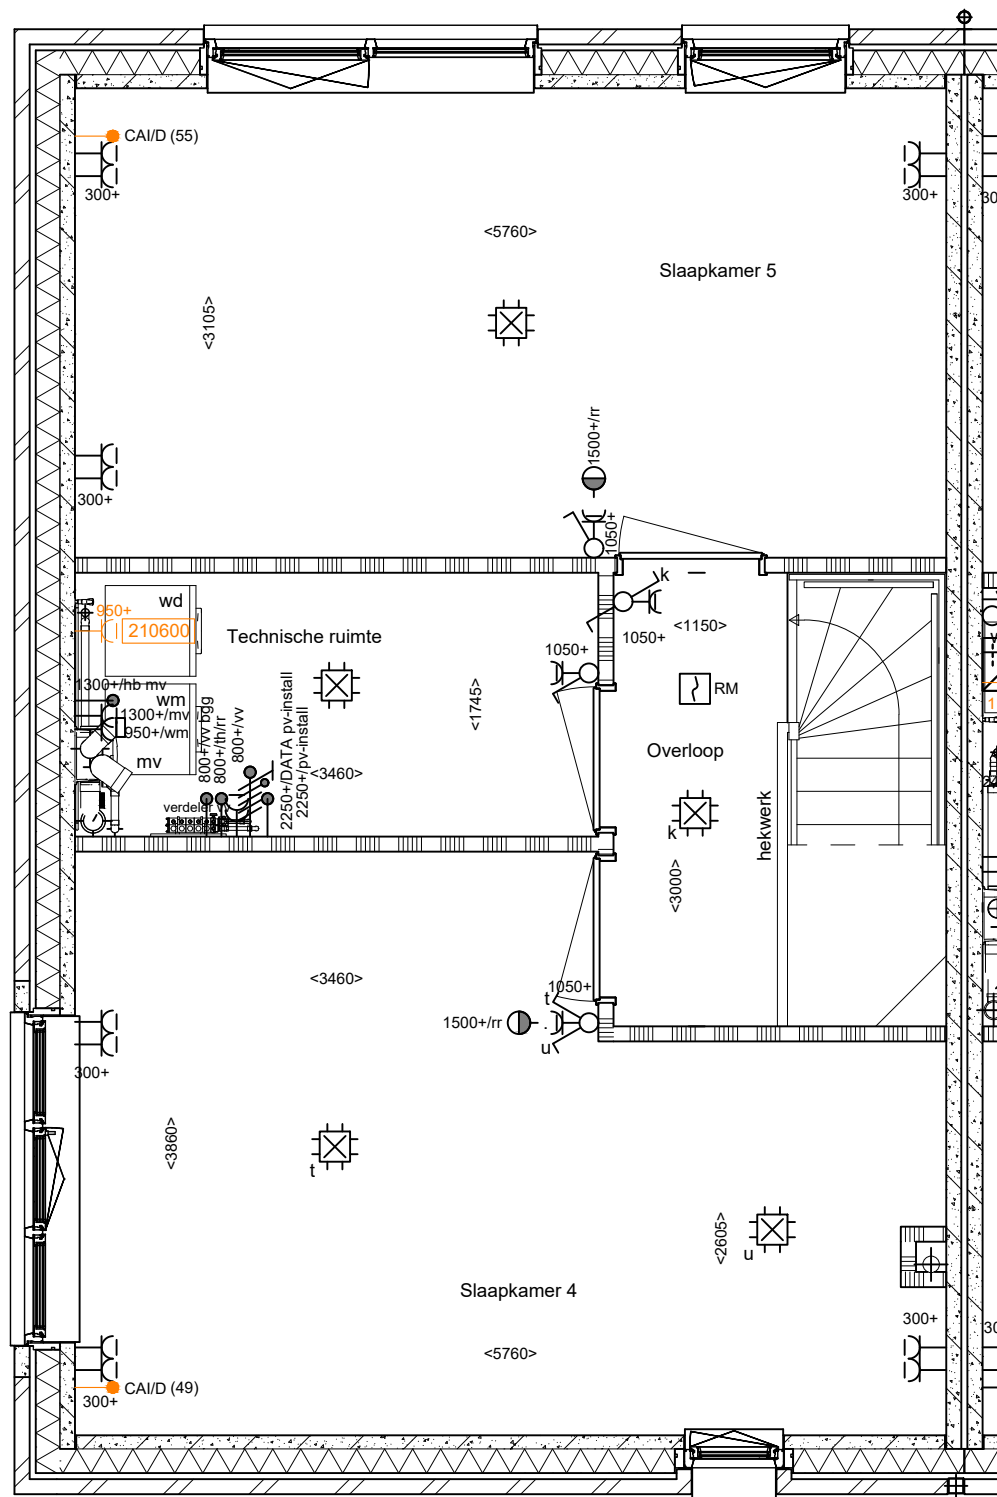 CAI/D (55)
300+
300+
30
<5760>
Slaapkamer 5
<3105>
1500+/rr
300+
1050+
k
wd
950+
210600
Technische ruimte
1050+
<1150>
1050+
1300+/hb mv
wm
1300+/mv
950+/wm
mv
800+/vv bgg
800+/th/rr
800+/vv
2250+/DATA pv-install
2250+/pv-install
<1745>
<3460>
verdeler
RM
Overloop
k
hekwerk
<3000>
1
<3460>
1050+
t
1500+/rr
u
300+
<3860>
t
<2605>
u
Slaapkamer 4
300+
30
<5760>
CAI/D (49)
300+